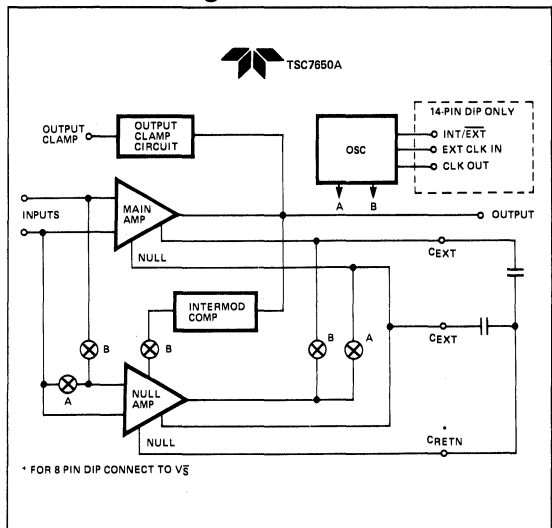 TSC7650A
14-PIN DIP ONLY
OUTPUT
CLAMP
OUTPUT
CLAMP
CIRCUIT
OSC
INT/EXT
EXT CLK IN
CLK OUT
A B
INPUTS
MAIN
AMP
OUTPUT
NULL
CEXT
INTERMOD
COMP
CEXT
B B B A
A
NULL
AMP
NULL
*
CRETN
* FOR 8 PIN DIP CONNECT TO VS̄